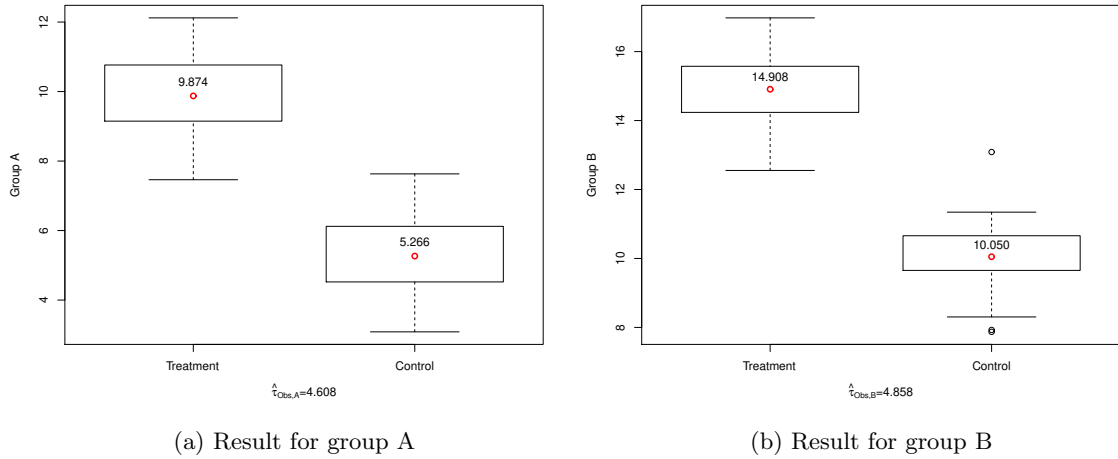 Group A
12
10
8
6
4
9.874
5.266
Treatment Control
τ̂Obs,A=4.608
(a) Result for group A
Group B
16
14
12
10
8
14.908
10.050
Treatment Control
τ̂Obs,B=4.858
(b) Result for group B